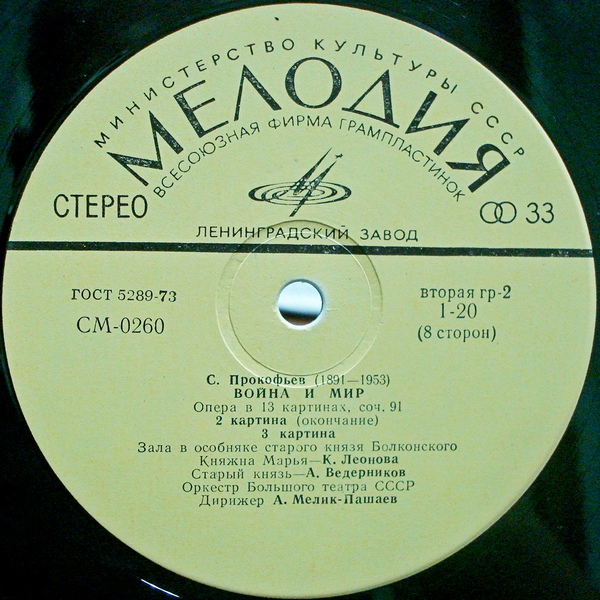 МИНИСТЕРСТВО КУЛЬТУРЫ СССР
МЕЛОДИЯ
ВСЕСОЮЗНАЯ ФИРМА ГРАМПЛАСТИНОК
СТЕРЕО
33
ЛЕНИНГРАДСКИЙ ЗАВОД
ГОСТ 5289-73
СМ-0260
вторая гр-2
1-20
(8 сторон)
С. Прокофьев (1891—1953)
ВОЙНА И МИР
Опера в 13 картинах, соч. 91
2 картина (окончание)
3 картина
Зала в особняке старого князя Болконского
Княжна Марья—К. Леонова
Старый князь—А. Ведерников
Оркестр Большого театра СССР
Дирижер А. Мелик-Пашаев